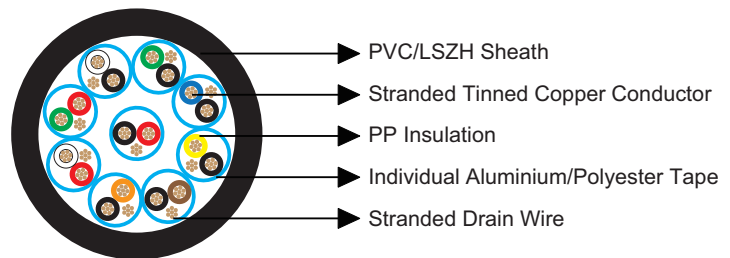 PVC/LSZH Sheath
Stranded Tinned Copper Conductor
PP Insulation
Individual Aluminium/Polyester Tape
Stranded Drain Wire